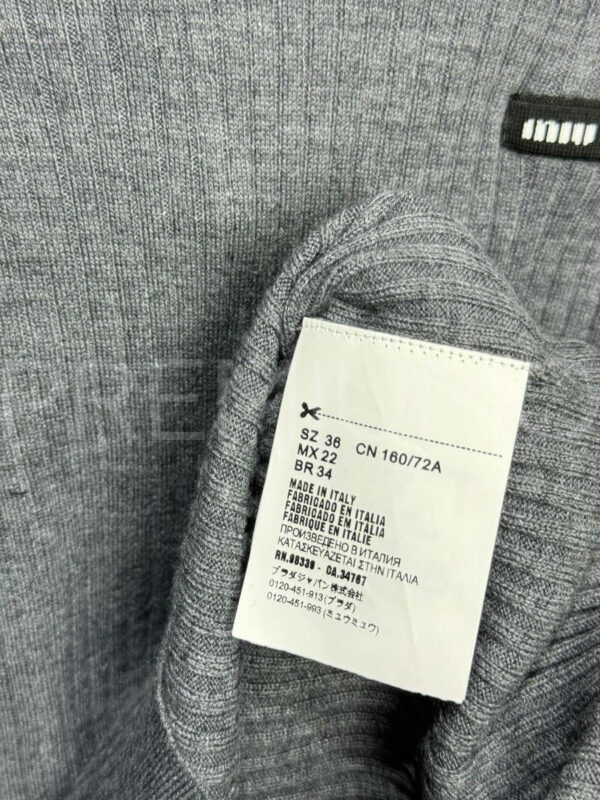 miu
SZ 36 CN 160/72A
MX 22
BR 34
MADE IN ITALY
FABRICADO EN ITALIA
FABRICADO EM ITALIA
FABRIQUE EN ITALIE
ПРОИЗВЕДЕНО В ИТАЛИЯ
ΚΑΤΑΣΚΕΥΑΖΕΤΑΙ ΣΤΗΝ ΙΤΑΛΙΑ
RN.98339 - CA.34767
プラダジャパン株式会社
0120-451-913 (プラダ)
0120-451-993 (ミュウミュウ)